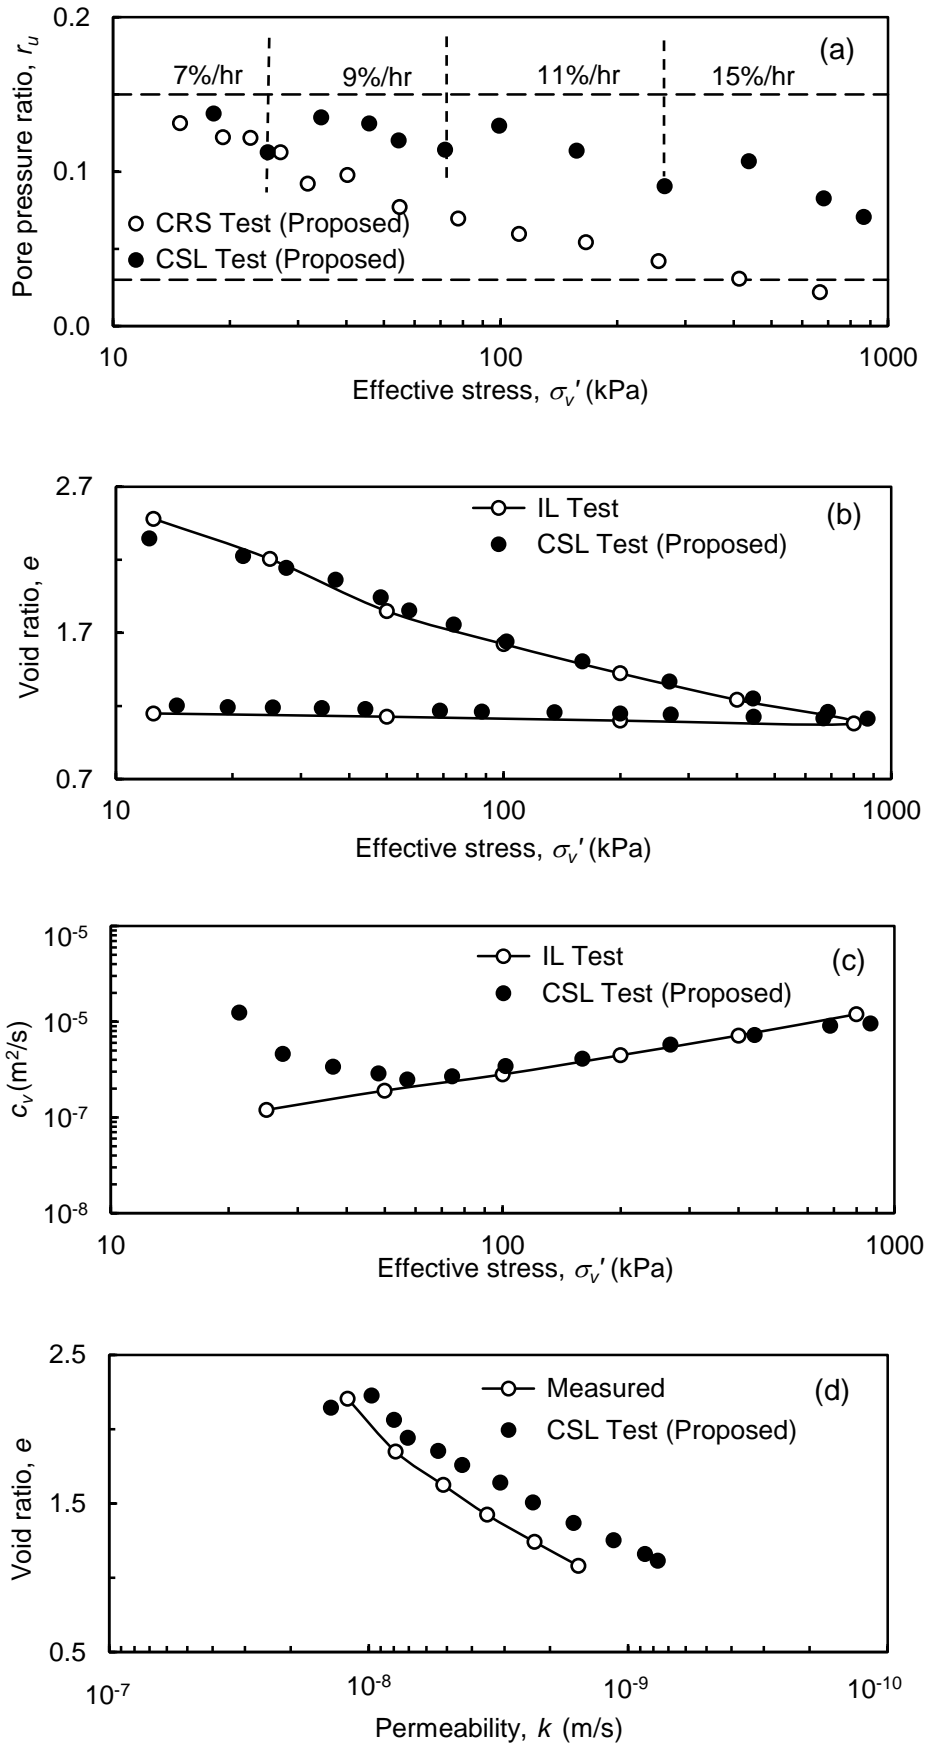 0.2
(a)
7%/hr 9%/hr 11%/hr 15%/hr
Pore pressure ratio, r_u
0.1
CRS Test (Proposed)
CSL Test (Proposed)
0.0
10 100 1000
Effective stress, σ_v' (kPa)
2.7
IL Test
(b)
CSL Test (Proposed)
Void ratio, e
1.7
0.7
10 100 1000
Effective stress, σ_v' (kPa)
10^-5
IL Test
(c)
CSL Test (Proposed)
10^-5
c_v (m²/s)
10^-7
10^-8
10 100 1000
Effective stress, σ_v' (kPa)
2.5
Measured
(d)
CSL Test (Proposed)
Void ratio, e
1.5
0.5
10^-7 10^-8 10^-9 10^-10
Permeability, k (m/s)